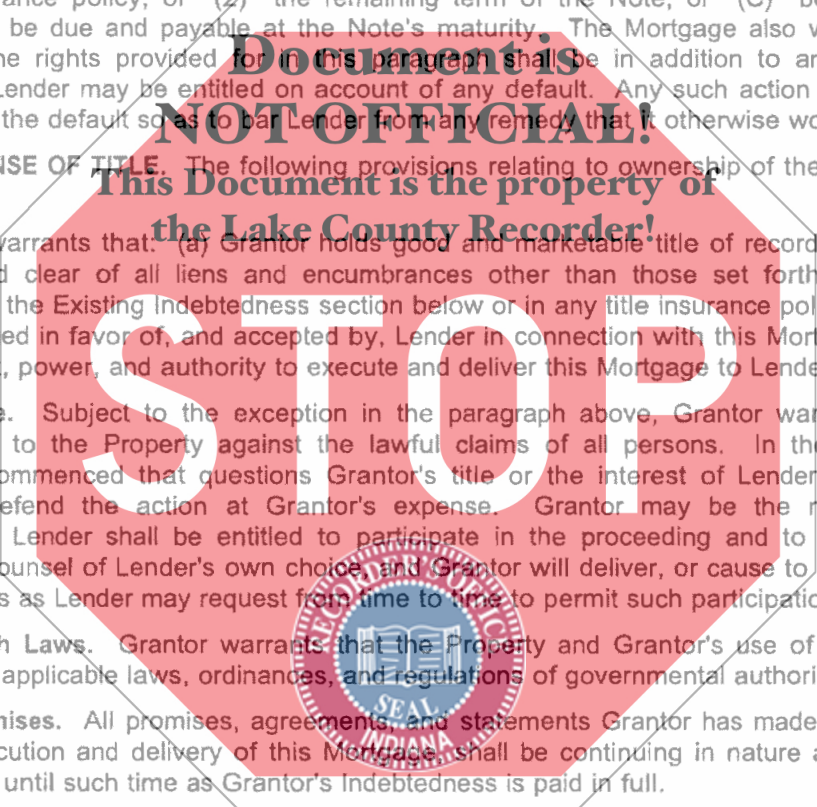 ance policy, or (2) the remaining term of the Note, or (C) be
be due and payable at the Note's maturity. The Mortgage also
Document is
he rights provided for in this paragraph shall be in addition to
Lender may be entitled on account of any default. Any such action
NOT OFFICIAL!
the default so as to bar Lender from any remedy that it otherwise wo
NSE OF TITLE. The following provisions relating to ownership of the
This Document is the property of
the Lake County Recorder!
warrants that: (a) Grantor holds good and marketable title of record
d clear of all liens and encumbrances other than those set forth
the Existing Indebtedness section below or in any title insurance pol
ed in favor of, and accepted by, Lender in connection with this Mort
, power, and authority to execute and deliver this Mortgage to Lende
STOP
e. Subject to the exception in the paragraph above, Grantor war
to the Property against the lawful claims of all persons. In the
ommenced that questions Grantor's title or the interest of Lender
efend the action at Grantor's expense. Grantor may be the
Lender shall be entitled to participate in the proceeding and to
ounsel of Lender's own choice, and Grantor will deliver, or cause to
s as Lender may request from time to time to permit such participatio
RECORDER'S OFFICE
h Laws. Grantor warrants that the Property and Grantor's use of
applicable laws, ordinances, and regulations of governmental authori
SEAL
INDIANA
mises. All promises, agreements, and statements Grantor has made
cution and delivery of this Mortgage, shall be continuing in nature
until such time as Grantor's Indebtedness is paid in full.